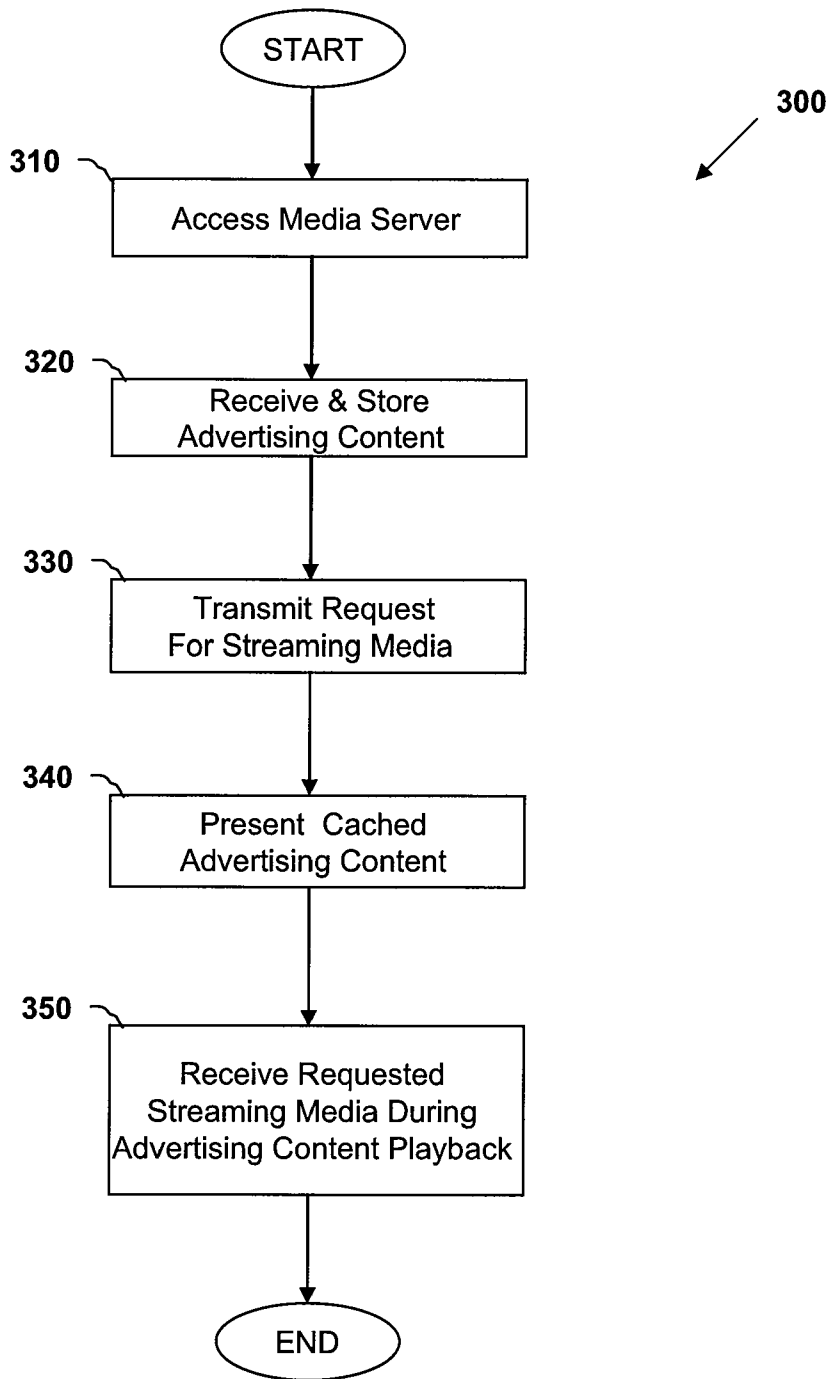 START
300
310
Access Media Server
320
Receive & Store
Advertising Content
330
Transmit Request
For Streaming Media
340
Present Cached
Advertising Content
350
Receive Requested
Streaming Media During
Advertising Content Playback
END